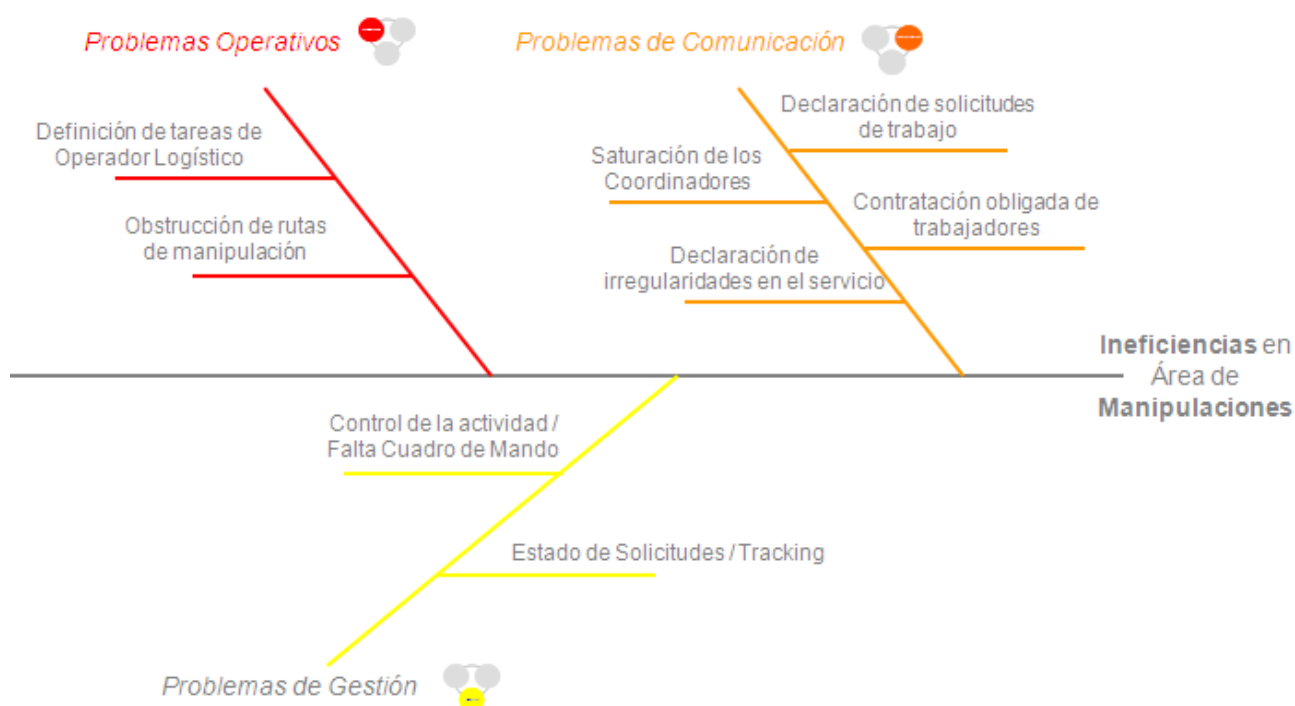 Problemas Operativos
Problemas de Comunicación
Definición de tareas de
Operador Logístico
Obstrucción de rutas
de manipulación
Declaración de solicitudes
de trabajo
Saturación de los
Coordinadores
Contratación obligada de
trabajadores
Declaración de
irregularidades en el servicio
Ineficiencias en
Área de
Manipulaciones
Control de la actividad /
Falta Cuadro de Mando
Estado de Solicitudes / Tracking
Problemas de Gestión